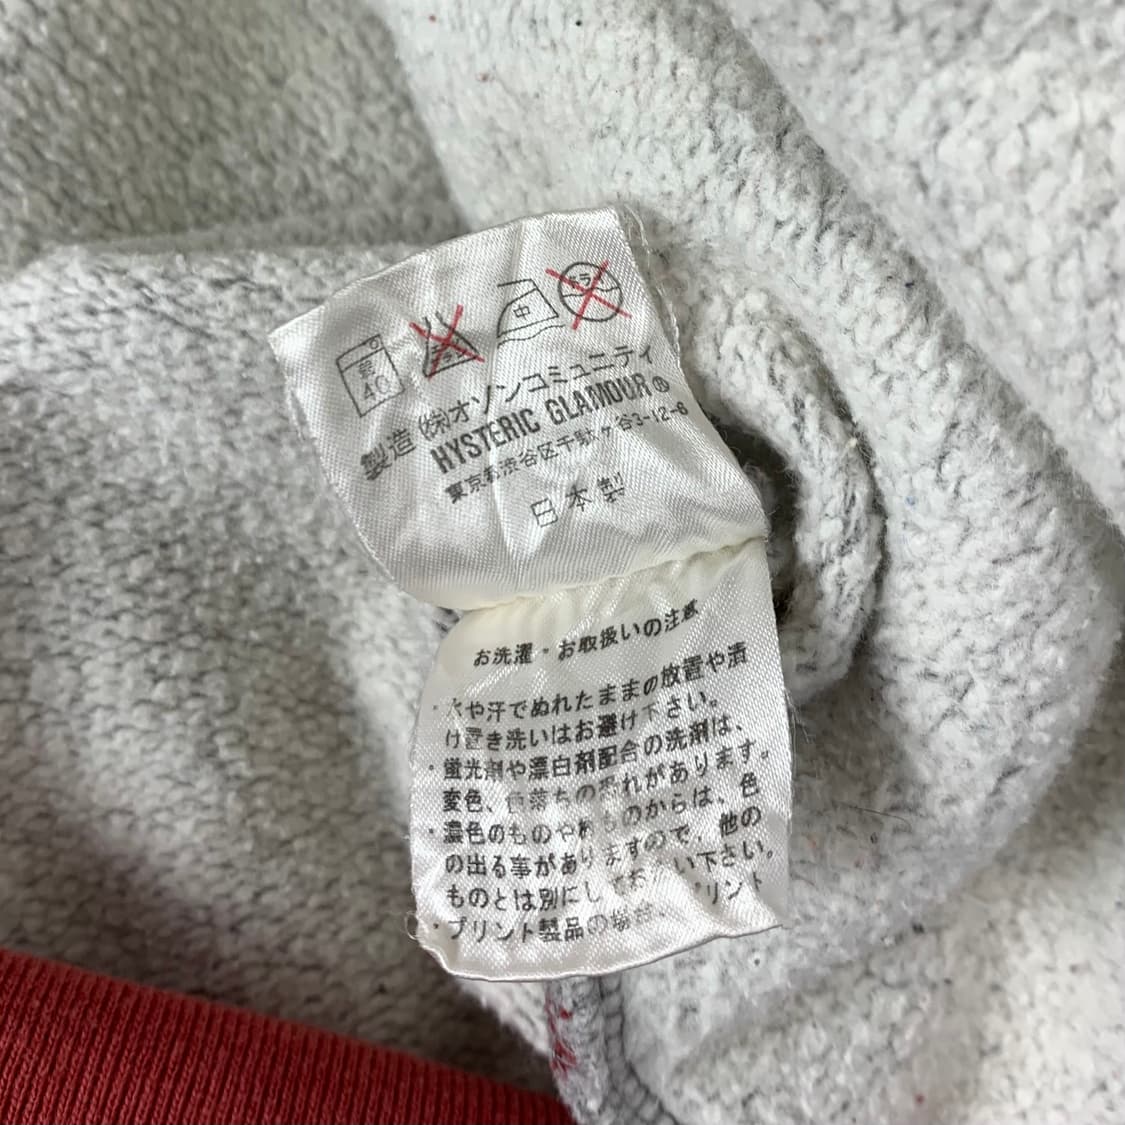 40
中
製造 (株)オゾンコミュニティ
HYSTERIC GLAMOUR®
東京都渋谷区千駄ヶ谷3-12-6
日本製
お洗濯・お取扱いの注意
・水や汗でぬれたままの放置や漬
け置き洗いはお避け下さい。
・蛍光剤や漂白剤配合の洗剤は、
変色、色落ちの恐れがあります。
・濃色のものや柄ものからは、色
の出る事がありますので、他の
ものとは別にしてお洗い下さい。
・プリント製品の場合、プリント